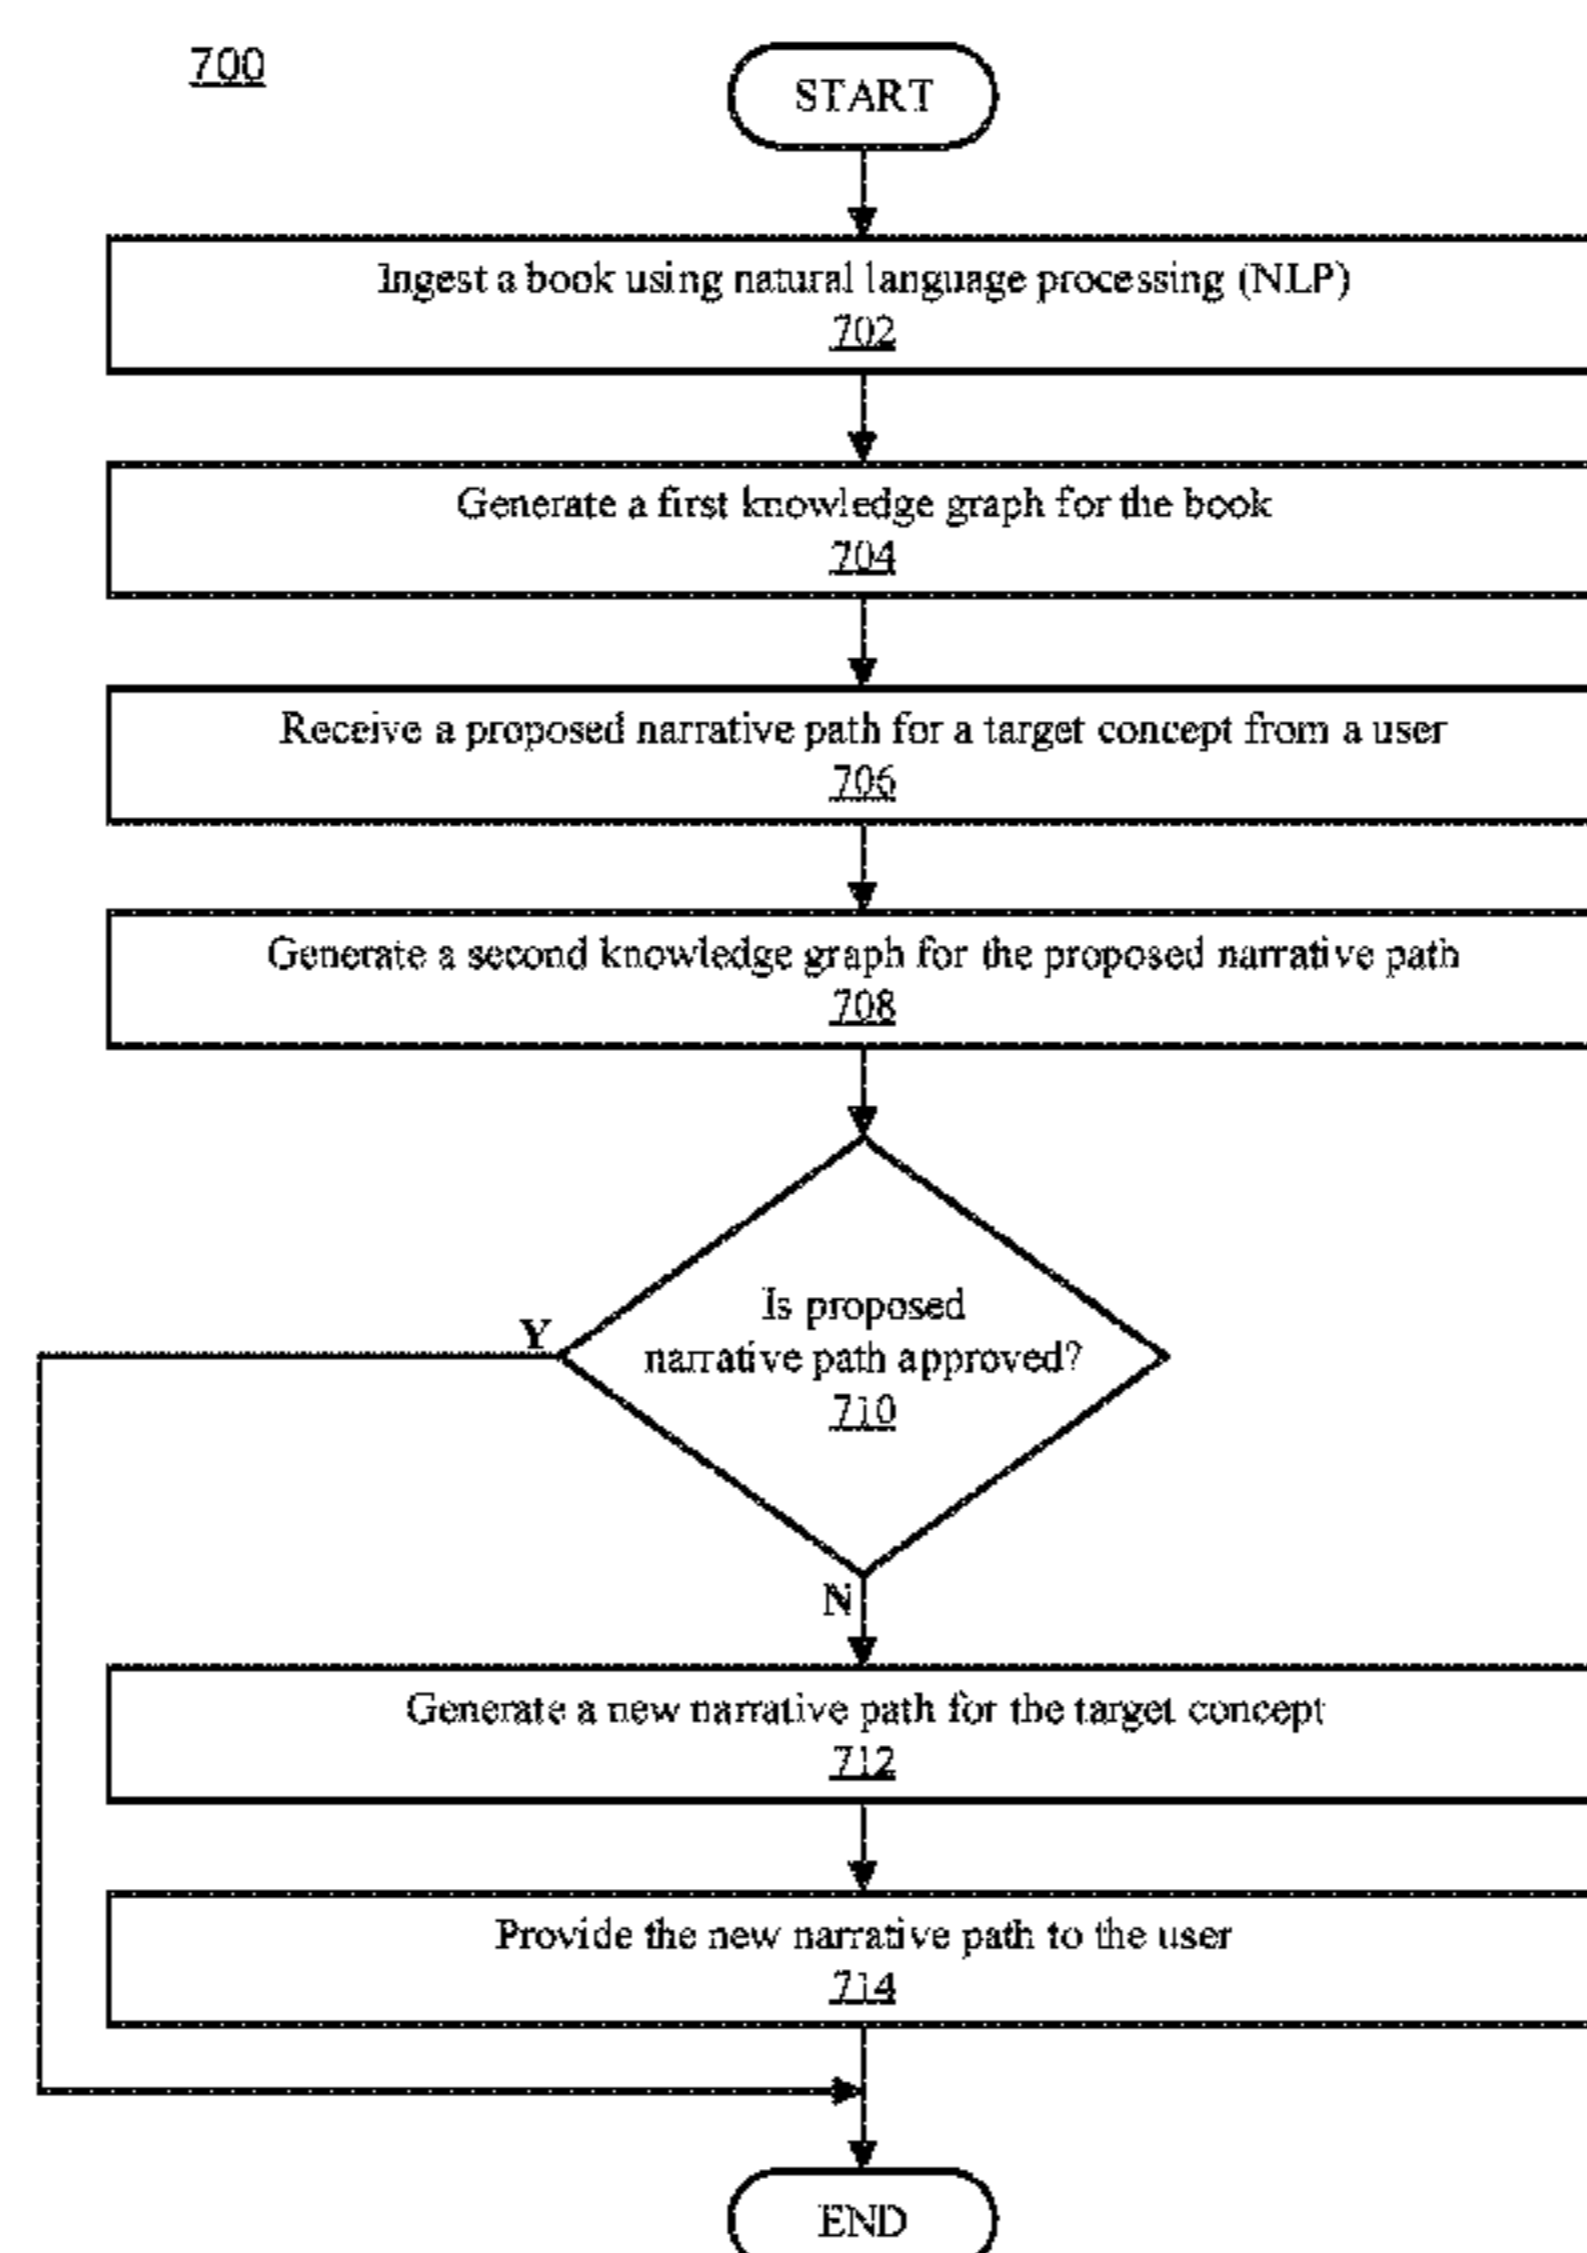 700
START
Ingest a book using natural language processing (NLP)
702
Generate a first knowledge graph for the book
704
Receive a proposed narrative path for a target concept from a user
706
Generate a second knowledge graph for the proposed narrative path
708
Is proposed
narrative path approved?
710
Y
N
Generate a new narrative path for the target concept
712
Provide the new narrative path to the user
714
END